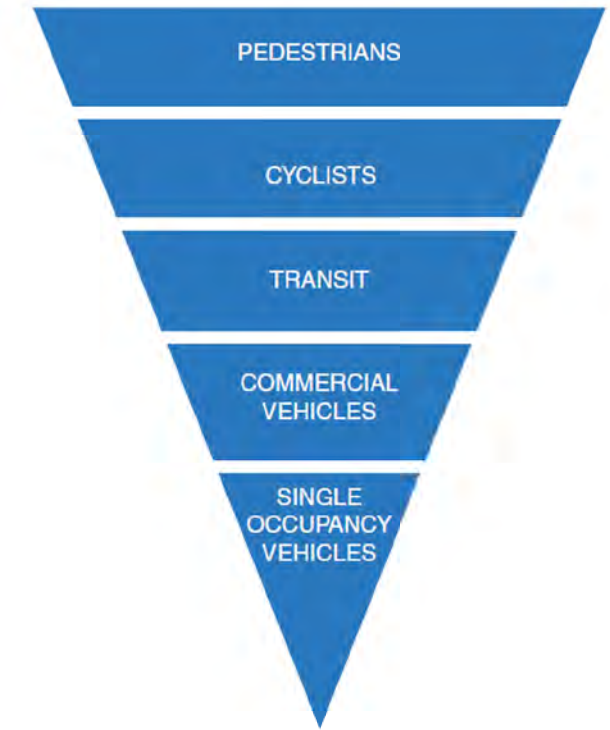 PEDESTRIANS
CYCLISTS
TRANSIT
COMMERCIAL
VEHICLES
SINGLE
OCCUPANCY
VEHICLES